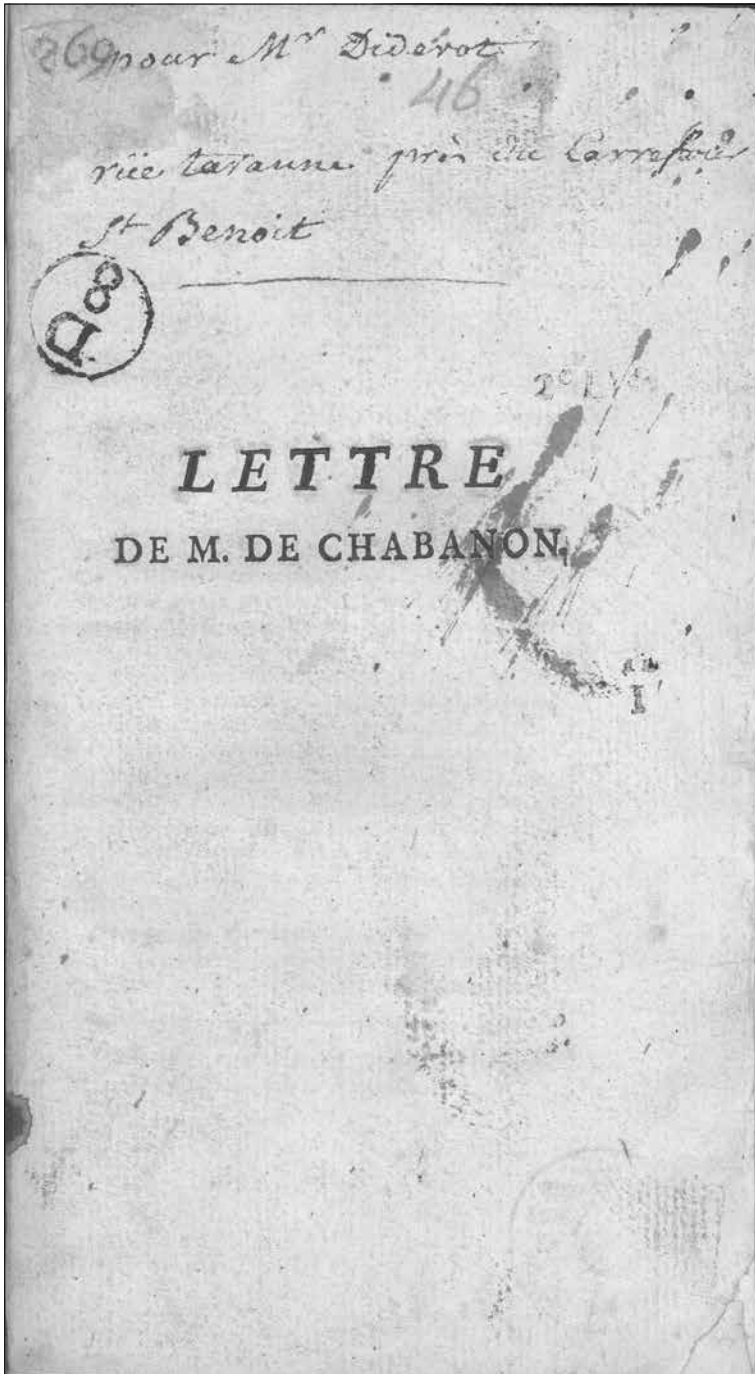 269 pour Mr Diderot
46
rüe taranne près du Carrefour
St Benoit
D8
LETTRE
DE M. DE CHABANON,
I